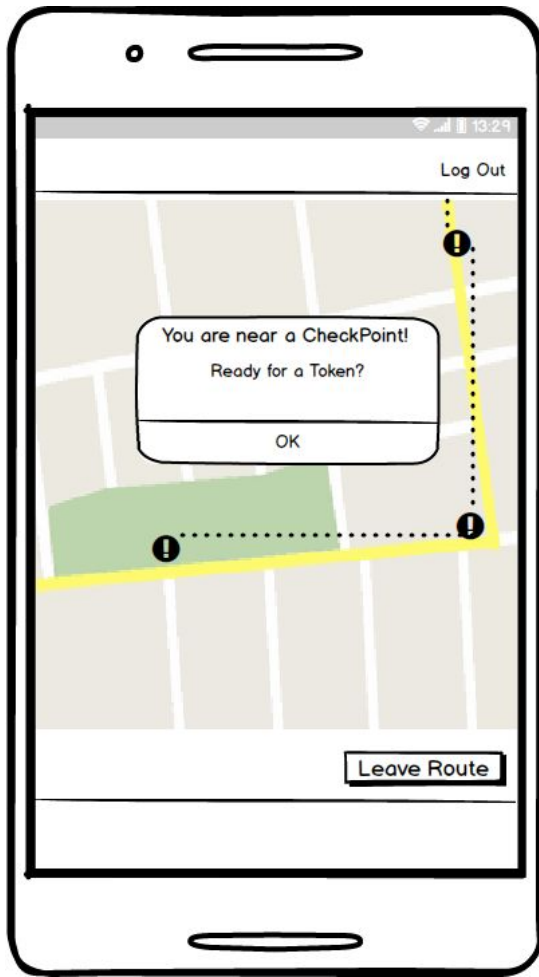 13:29
Log Out
You are near a CheckPoint!
Ready for a Token?
OK
Leave Route